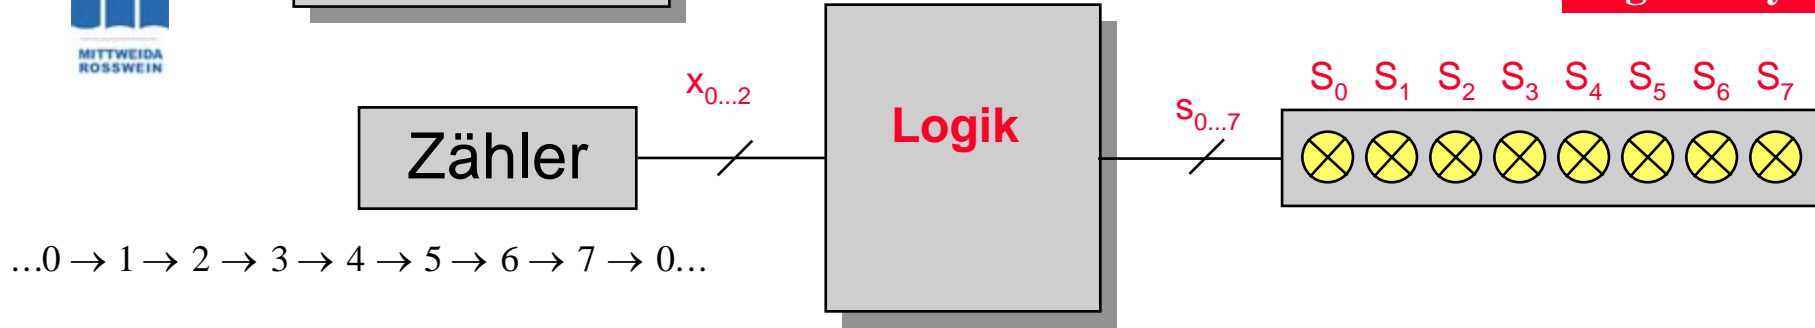 MITTWEIDA
ROSSWEIN
x0...2
Zähler
Logik
s0...7
S0 S1 S2 S3 S4 S5 S6 S7
...0 → 1 → 2 → 3 → 4 → 5 → 6 → 7 → 0...